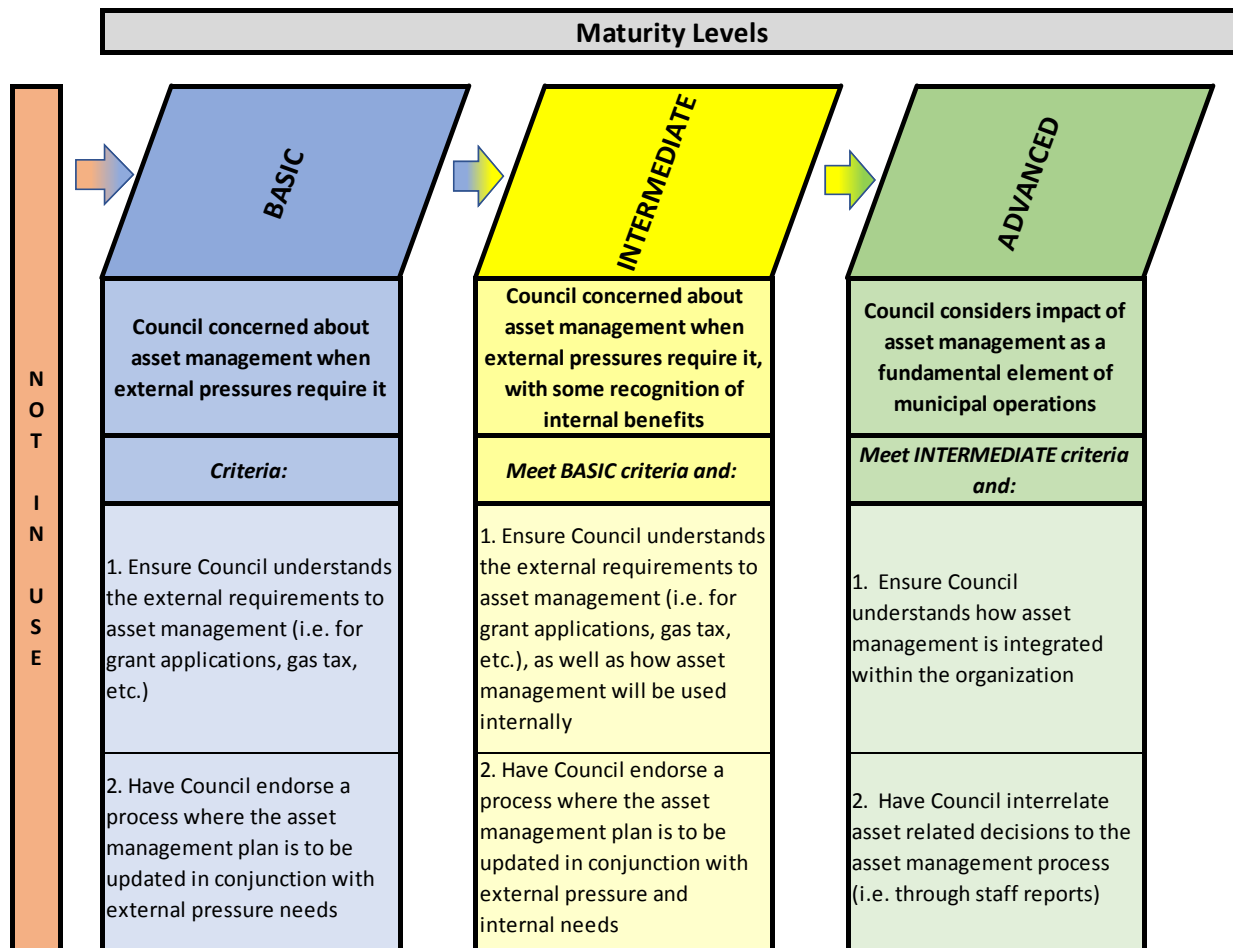 Maturity Levels
NOT IN USE
BASIC
Council concerned about
asset management when
external pressures require it
Criteria:
1. Ensure Council understands
the external requirements to
asset management (i.e. for
grant applications, gas tax,
etc.)
2. Have Council endorse a
process where the asset
management plan is to be
updated in conjunction with
external pressure needs
INTERMEDIATE
Council concerned about
asset management when
external pressures require it,
with some recognition of
internal benefits
Meet BASIC criteria and:
1. Ensure Council understands
the external requirements to
asset management (i.e. for
grant applications, gas tax,
etc.), as well as how asset
management will be used
internally
2. Have Council endorse a
process where the asset
management plan is to be
updated in conjunction with
external pressure and
internal needs
ADVANCED
Council considers impact of
asset management as a
fundamental element of
municipal operations
Meet INTERMEDIATE criteria
and:
1. Ensure Council
understands how asset
management is integrated
within the organization
2. Have Council interrelate
asset related decisions to the
asset management process
(i.e. through staff reports)